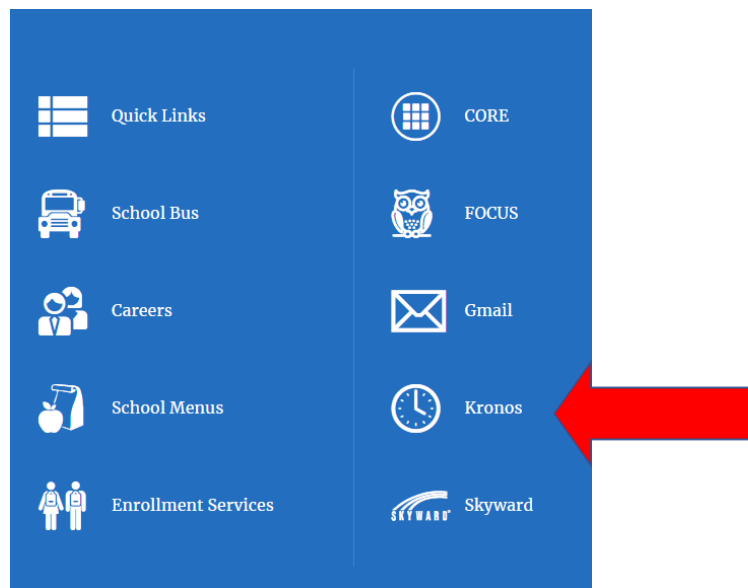 Quick Links
School Bus
Careers
School Menus
Enrollment Services
CORE
FOCUS
Gmail
Kronos
SKYWARD
Skyward